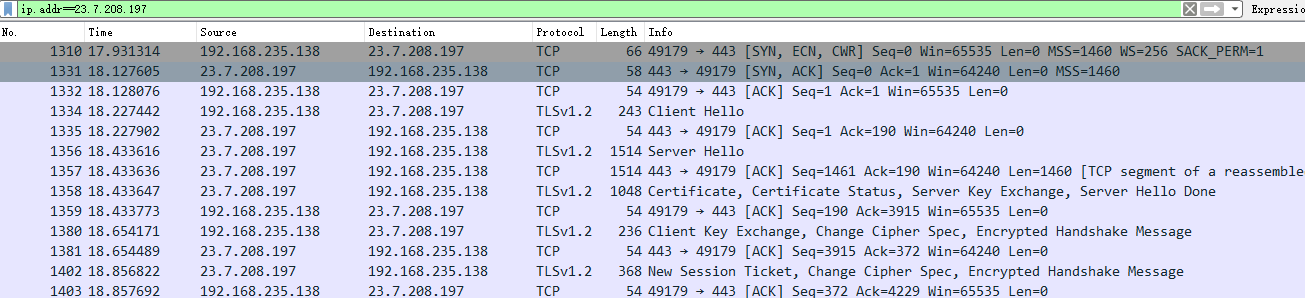 ip.addr==23.7.208.197 Expressio
No. Time Source Destination Protocol Length Info
1310 17.931314 192.168.235.138 23.7.208.197 TCP 66 49179 → 443 [SYN, ECN, CWR] Seq=0 Win=65535 Len=0 MSS=1460 WS=256 SACK_PERM=1
1331 18.127605 23.7.208.197 192.168.235.138 TCP 58 443 → 49179 [SYN, ACK] Seq=0 Ack=1 Win=64240 Len=0 MSS=1460
1332 18.128076 192.168.235.138 23.7.208.197 TCP 54 49179 → 443 [ACK] Seq=1 Ack=1 Win=65535 Len=0
1334 18.227442 192.168.235.138 23.7.208.197 TLSv1.2 243 Client Hello
1335 18.227902 23.7.208.197 192.168.235.138 TCP 54 443 → 49179 [ACK] Seq=1 Ack=190 Win=64240 Len=0
1356 18.433616 23.7.208.197 192.168.235.138 TLSv1.2 1514 Server Hello
1357 18.433636 23.7.208.197 192.168.235.138 TCP 1514 443 → 49179 [ACK] Seq=1461 Ack=190 Win=64240 Len=1460 [TCP segment of a reassemble
1358 18.433647 23.7.208.197 192.168.235.138 TLSv1.2 1048 Certificate, Certificate Status, Server Key Exchange, Server Hello Done
1359 18.433773 192.168.235.138 23.7.208.197 TCP 54 49179 → 443 [ACK] Seq=190 Ack=3915 Win=65535 Len=0
1380 18.654171 192.168.235.138 23.7.208.197 TLSv1.2 236 Client Key Exchange, Change Cipher Spec, Encrypted Handshake Message
1381 18.654489 23.7.208.197 192.168.235.138 TCP 54 443 → 49179 [ACK] Seq=3915 Ack=372 Win=64240 Len=0
1402 18.856822 23.7.208.197 192.168.235.138 TLSv1.2 368 New Session Ticket, Change Cipher Spec, Encrypted Handshake Message
1403 18.857692 192.168.235.138 23.7.208.197 TCP 54 49179 → 443 [ACK] Seq=372 Ack=4229 Win=65535 Len=0